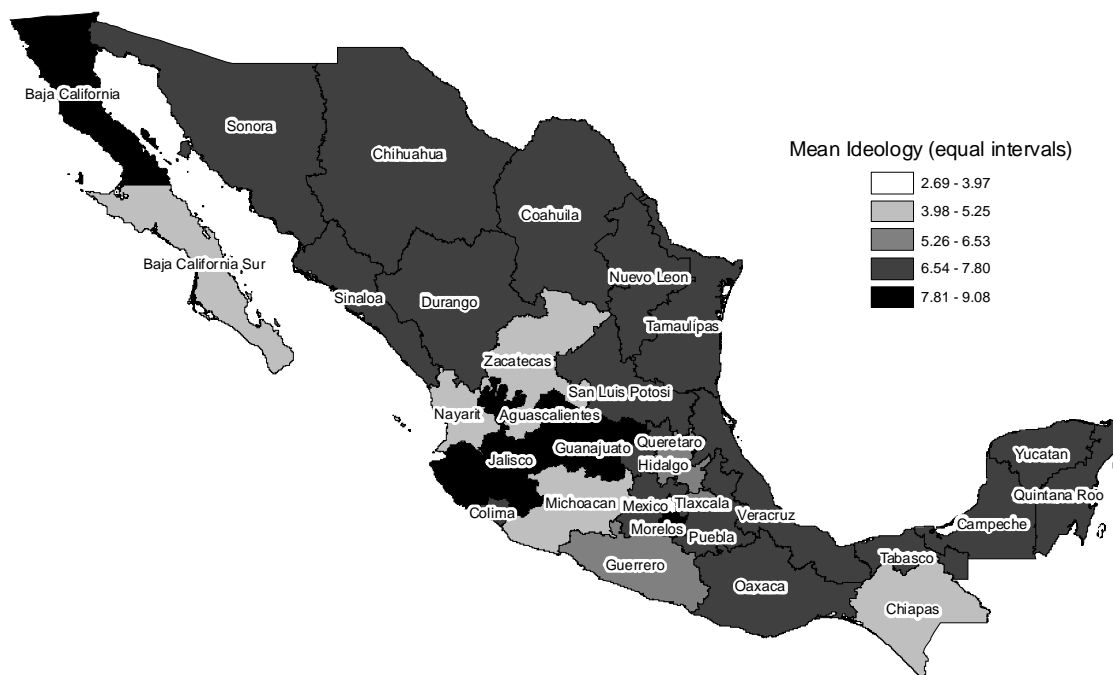 Baja California
Sonora
Chihuahua
Mean Ideology (equal intervals)
2.69 - 3.97
3.98 - 5.25
5.26 - 6.53
6.54 - 7.80
7.81 - 9.08
Coahuila
Baja California Sur
Nuevo Leon
Sinaloa
Durango
Tamaulipas
Zacatecas
San Luis Potosi
Nayarit
Aguascalientes
Guanajuato
Queretaro
Jalisco
Hidalgo
Yucatan
Quintana Roo
Michoacan
Mexico
Tlaxcala
Colima
Veracruz
Campeche
Morelos
Puebla
Tabasco
Guerrero
Oaxaca
Chiapas